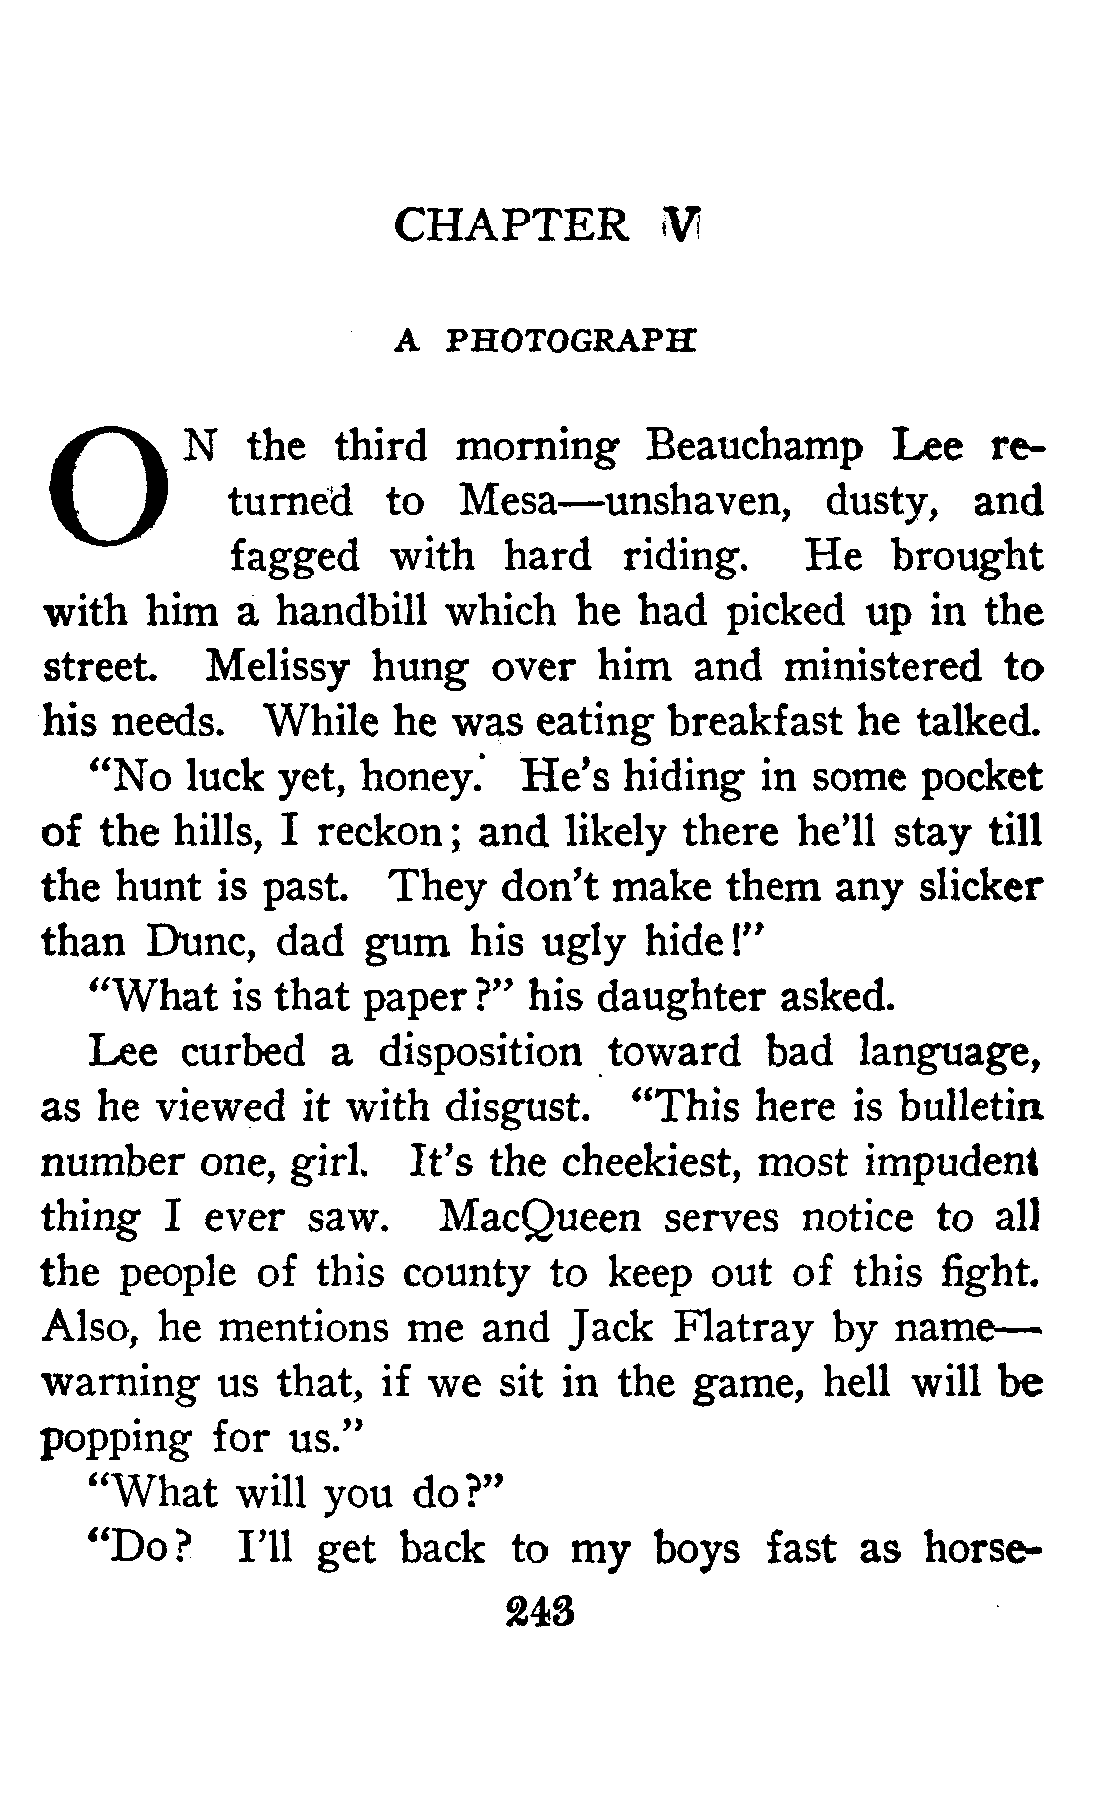 CHAPTER V
A PHOTOGRAPH
ON the third morning Beauchamp Lee re-
turned to Mesa—unshaven, dusty, and
fagged with hard riding. He brought
with him a handbill which he had picked up in the
street. Melissy hung over him and ministered to
his needs. While he was eating breakfast he talked.
“No luck yet, honey. He’s hiding in some pocket
of the hills, I reckon; and likely there he’ll stay till
the hunt is past. They don’t make them any slicker
than Dunc, dad gum his ugly hide!”
“What is that paper?” his daughter asked.
Lee curbed a disposition toward bad language,
as he viewed it with disgust. “This here is bulletin
number one, girl. It’s the cheekiest, most impudent
thing I ever saw. MacQueen serves notice to all
the people of this county to keep out of this fight.
Also, he mentions me and Jack Flatray by name—
warning us that, if we sit in the game, hell will be
popping for us.”
“What will you do?”
“Do? I’ll get back to my boys fast as horse-
243